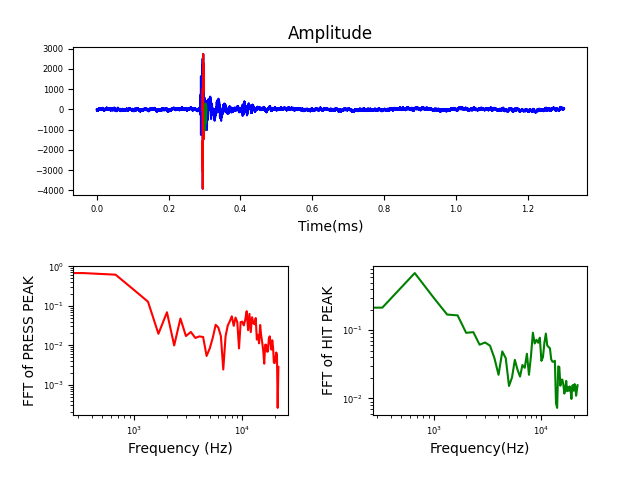 Amplitude
3000
2000
1000
0
−1000
−2000
−3000
−4000
0.0 0.2 0.4 0.6 0.8 1.0 1.2
Time(ms)
FFT of PRESS PEAK
10⁰
10⁻¹
10⁻²
10⁻³
10³ 10⁴
Frequency (Hz)
FFT of HIT PEAK
10⁻¹
10⁻²
10³ 10⁴
Frequency(Hz)